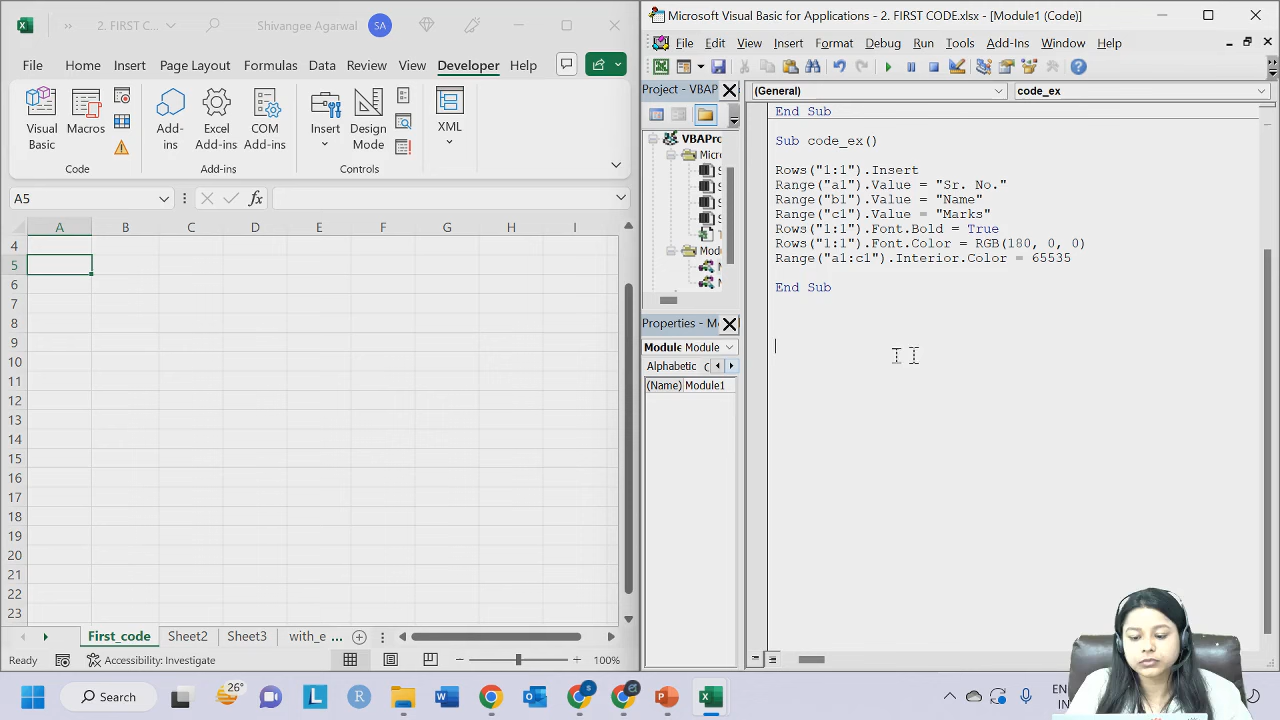 2. FIRST C...
Shivangee Agarwal
SA
File
Home
Insert
Page Layout
Formulas
Data
Review
View
Developer
Help
Visual Basic
Macros
Add-ins
Excel Add-ins
COM Add-ins
Insert
Design Mode
XML
Code
Add-ins
Controls
A5
fx
A B C D E F G H I
4
5
6
7
8
9
10
11
12
13
14
15
16
17
18
19
20
21
22
23
First_code
Sheet2
Sheet3
with_e ...
Ready
Accessibility: Investigate
100%
Microsoft Visual Basic for Applications - 2. FIRST CODE.xlsx - [Module1 (Code)]
File Edit View Insert Format Debug Run Tools Add-Ins Window Help
Project - VBAP
VBAPro
Micro
Mod
Properties - M
Module Module
Alphabetic C
(Name) Module1
(General)
code_ex
End Sub
Sub code_ex()
Rows("1:1").Insert
Range("a1").Value = "Sr. No."
Range("b1").Value = "Name"
Range("c1").Value = "Marks"
Rows("1:1").Font.Bold = True
Rows("1:1").Font.Color = RGB(180, 0, 0)
Range("a1:c1").Interior.Color = 65535
End Sub
26°
Search
EN